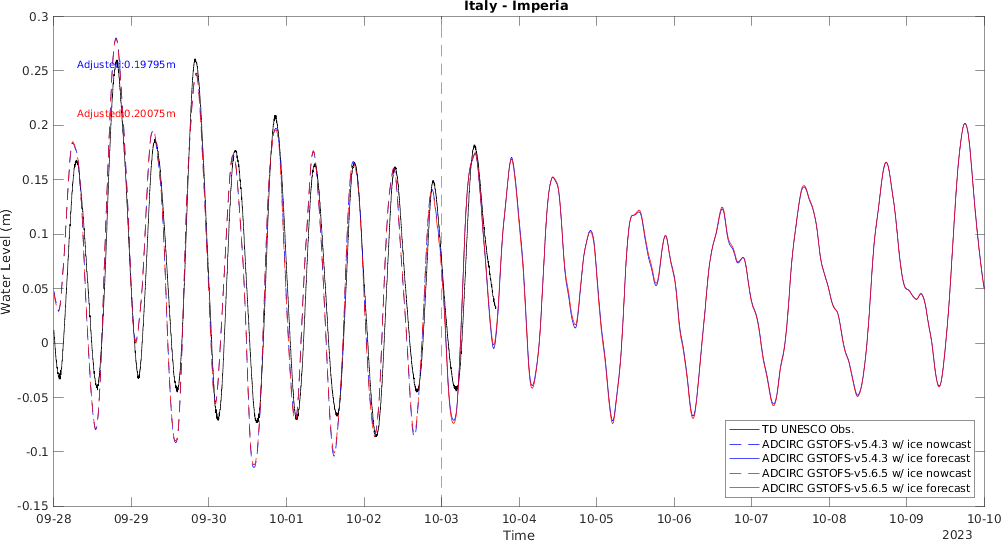 Italy - Imperia
0.3
0.25
0.2
0.15
0.1
0.05
0
-0.05
-0.1
-0.15
Water Level (m)
Adjusted:0.19795m
Adjusted:0.20075m
TD UNESCO Obs.
ADCIRC GSTOFS-v5.4.3 w/ ice nowcast
ADCIRC GSTOFS-v5.4.3 w/ ice forecast
ADCIRC GSTOFS-v5.6.5 w/ ice nowcast
ADCIRC GSTOFS-v5.6.5 w/ ice forecast
09-28 09-29 09-30 10-01 10-02 10-03 10-04 10-05 10-06 10-07 10-08 10-09 10-10
Time
2023